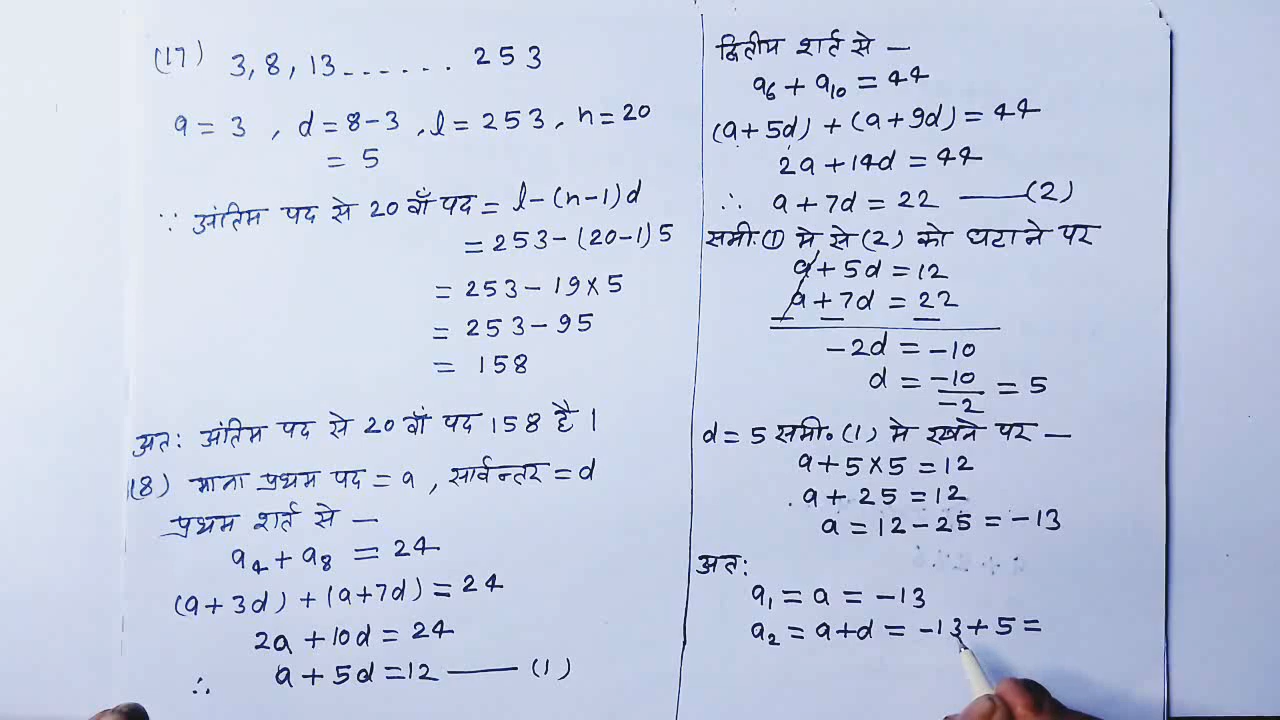 (17) 3, 8, 13 ------- 253
a = 3 , d = 8-3 , l = 253, n = 20
= 5
∵ अंतिम पद से 20 वाँ पद = l-(n-1)d
= 253-(20-1)5
= 253-19×5
= 253-95
= 158
अतः अंतिम पद से 20 वाँ पद 158 है।
(18) माना प्रथम पद = a, सार्वन्तर = d
प्रथम शर्त से —
a₄ + a₈ = 24
(a+3d) + (a+7d) = 24
2a + 10d = 24
∴ a + 5d = 12 —— (1)
द्वितीय शर्त से —
a₆ + a₁₀ = 44
(a+5d) + (a+9d) = 44
2a + 14d = 44
∴ a + 7d = 22 ——(2)
समी.① मे से (2) को घटाने पर
a + 5d = 12
a + 7d = 22
— — —
-2d = -10
d = -10/-2 = 5
d = 5 समी.(1) मे रखने पर —
a + 5×5 = 12
a + 25 = 12
a = 12-25 = -13
अतः
a₁ = a = -13
a₂ = a+d = -13+5 =